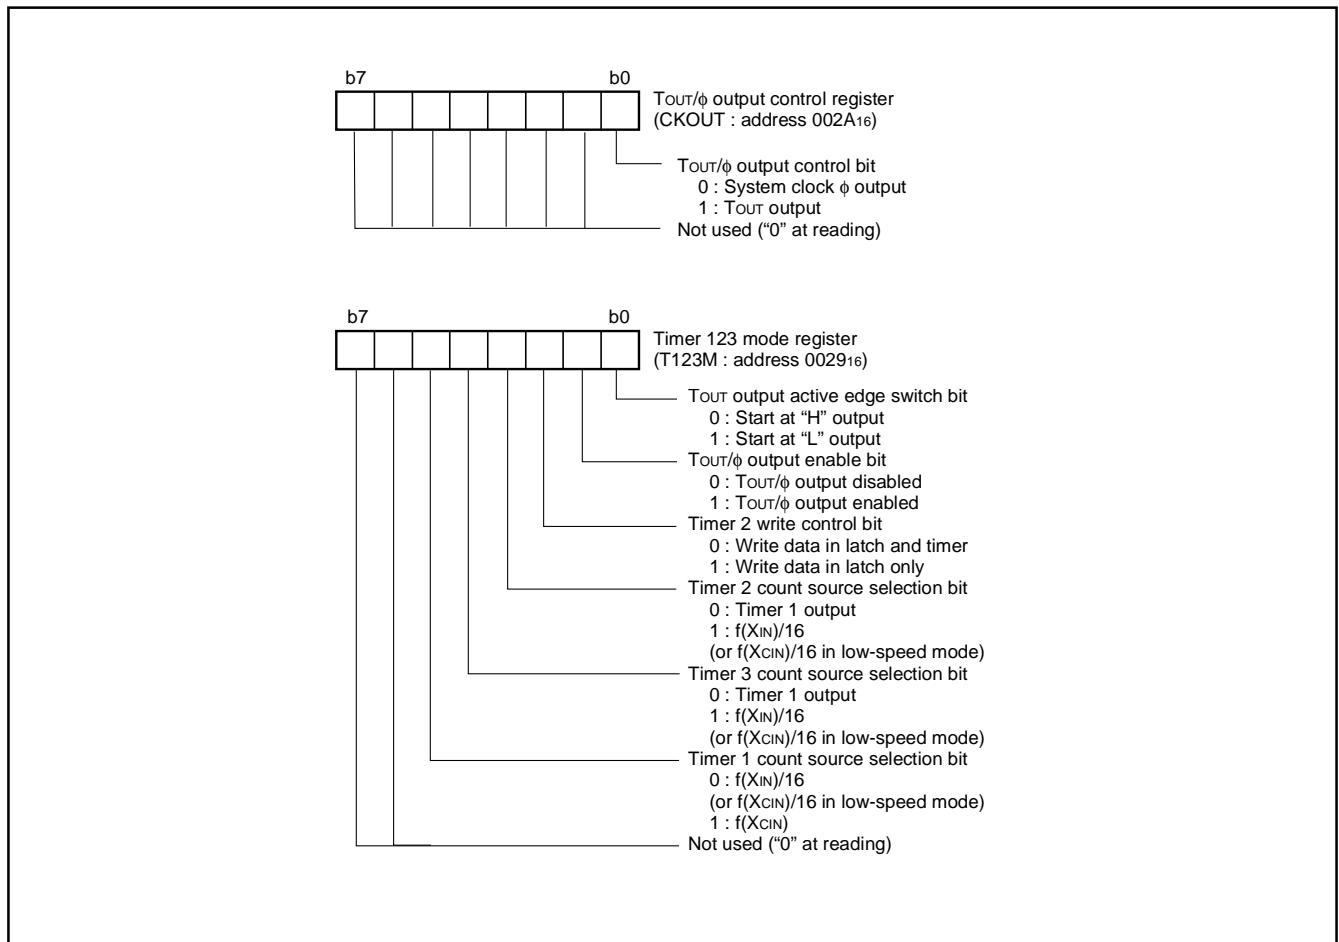 b7 b0
TOUT/ϕ output control register
(CKOUT : address 002A16)
TOUT/ϕ output control bit
0 : System clock ϕ output
1 : TOUT output
Not used (“0” at reading)
b7 b0
Timer 123 mode register
(T123M : address 002916)
TOUT output active edge switch bit
0 : Start at “H” output
1 : Start at “L” output
TOUT/ϕ output enable bit
0 : TOUT/ϕ output disabled
1 : TOUT/ϕ output enabled
Timer 2 write control bit
0 : Write data in latch and timer
1 : Write data in latch only
Timer 2 count source selection bit
0 : Timer 1 output
1 : f(XIN)/16
(or f(XCIN)/16 in low-speed mode)
Timer 3 count source selection bit
0 : Timer 1 output
1 : f(XIN)/16
(or f(XCIN)/16 in low-speed mode)
Timer 1 count source selection bit
0 : f(XIN)/16
(or f(XCIN)/16 in low-speed mode)
1 : f(XCIN)
Not used (“0” at reading)